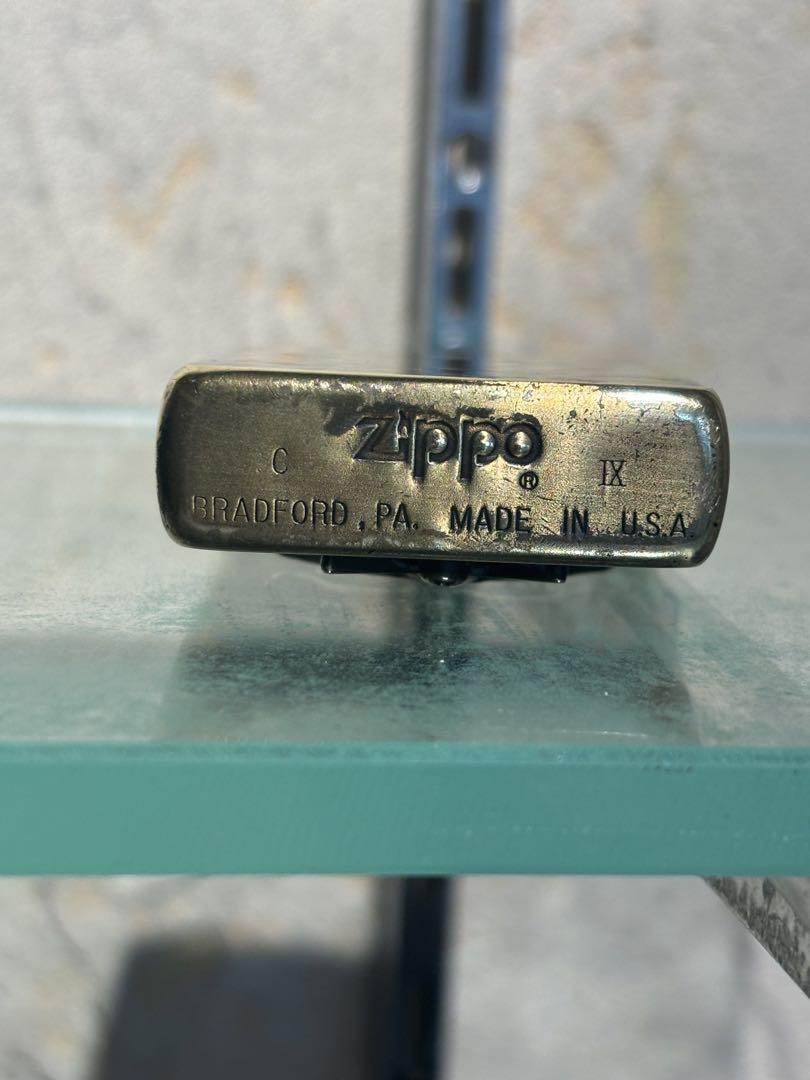 C Zippo® IX
BRADFORD, PA. MADE IN U.S.A.